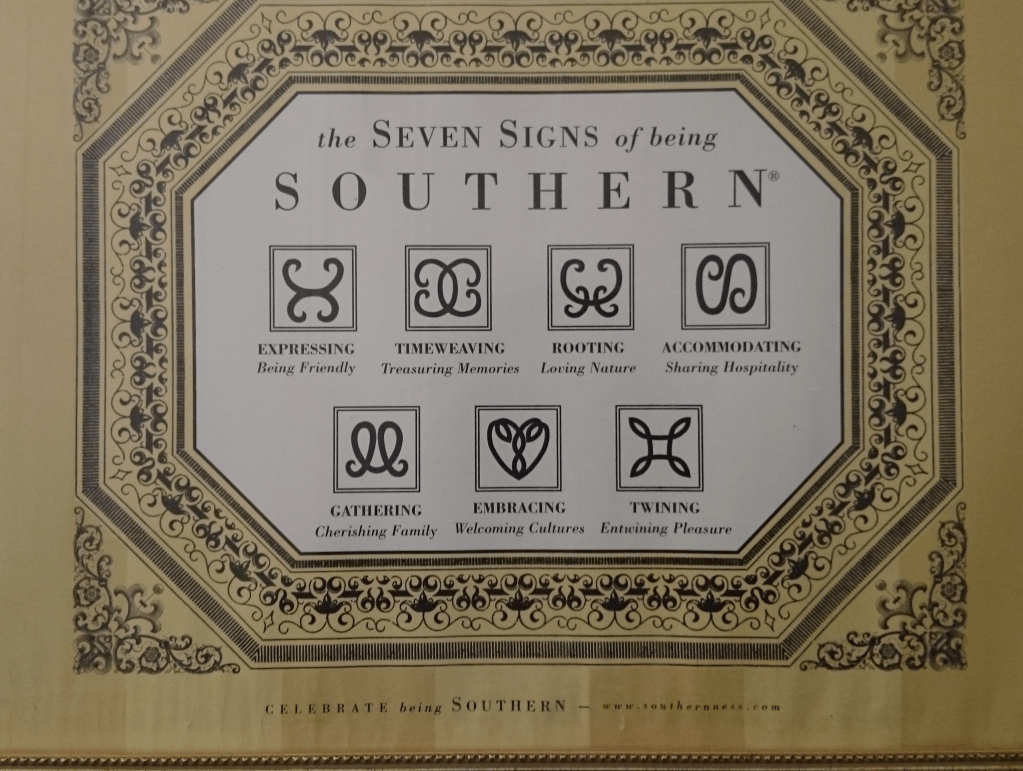 the SEVEN SIGNS of being
SOUTHERN®
EXPRESSING TIMEWEAVING ROOTING ACCOMMODATING
Being Friendly Treasuring Memories Loving Nature Sharing Hospitality
GATHERING EMBRACING TWINING
Cherishing Family Welcoming Cultures Entwining Pleasure
CELEBRATE being SOUTHERN — www.southernness.com